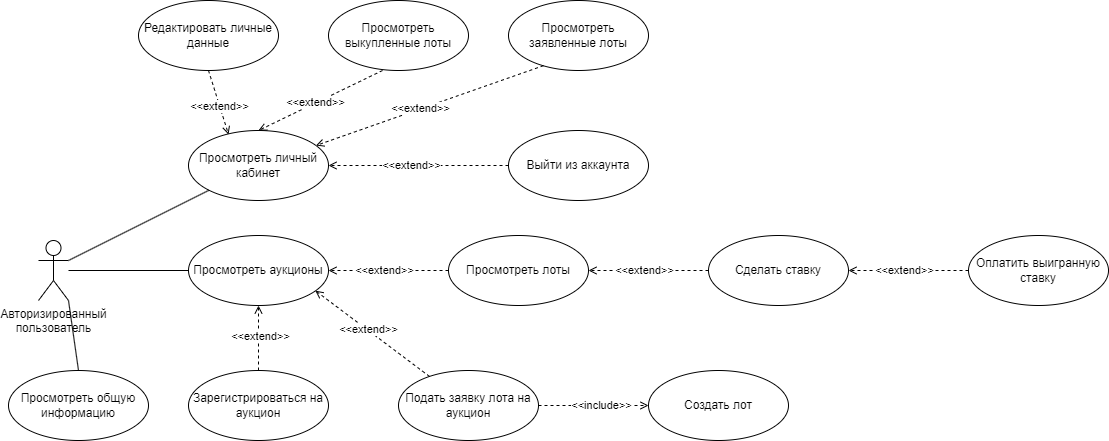 Редактировать личные
данные
Просмотреть
выкупленные лоты
Просмотреть
заявленные лоты
<<extend>>
<<extend>>
<<extend>>
Просмотреть личный
кабинет
<<extend>>
Выйти из аккаунта
Авторизированный
пользователь
Просмотреть аукционы
<<extend>>
Просмотреть лоты
<<extend>>
Сделать ставку
<<extend>>
Оплатить выигранную
ставку
<<extend>>
<<extend>>
Просмотреть общую
информацию
Зарегистрироваться на
аукцион
Подать заявку лота на
аукцион
<<include>>
Создать лот